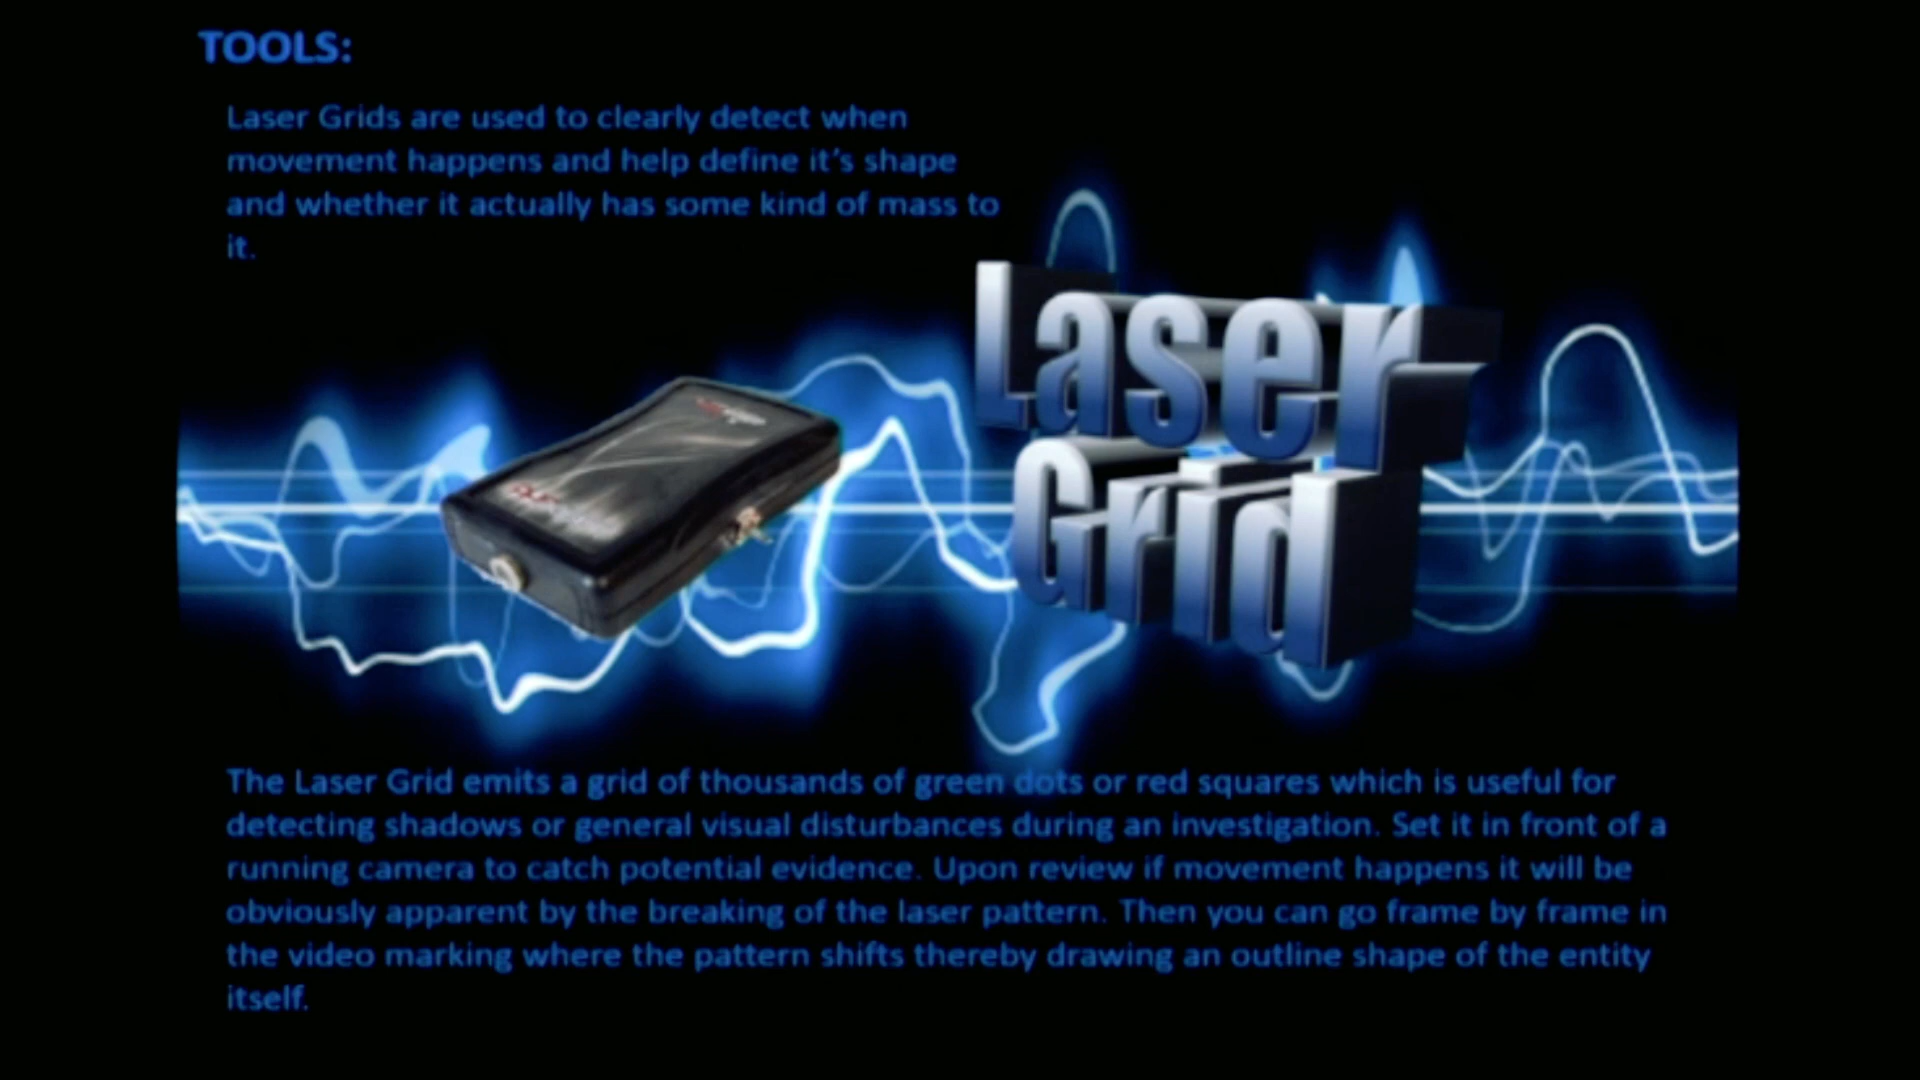 TOOLS:
Laser Grids are used to clearly detect when
movement happens and help define it's shape
and whether it actually has some kind of mass to
it.
Laser
Grid
The Laser Grid emits a grid of thousands of green dots or red squares which is useful for
detecting shadows or general visual disturbances during an investigation. Set it in front of a
running camera to catch potential evidence. Upon review if movement happens it will be
obviously apparent by the breaking of the laser pattern. Then you can go frame by frame in
the video marking where the pattern shifts thereby drawing an outline shape of the entity
itself.